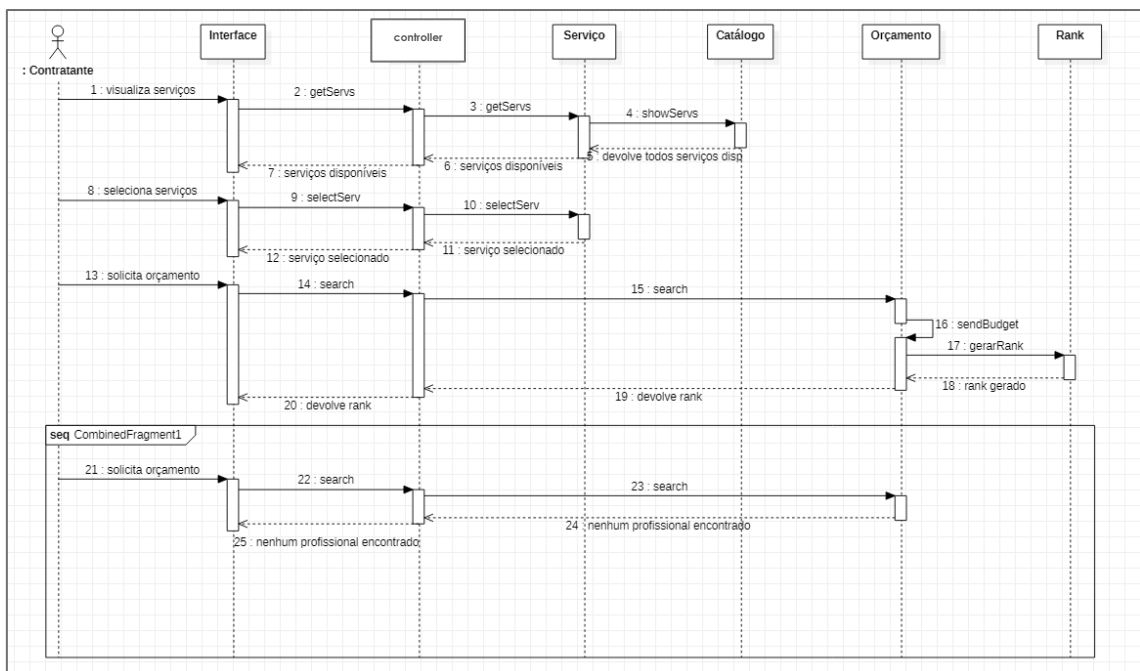 Interface
controller
Serviço
Catálogo
Orçamento
Rank
: Contratante
1 : visualiza serviços
2 : getServs
3 : getServs
4 : showServs
5 : devolve todos serviços disp
6 : serviços disponíveis
7 : serviços disponíveis
8 : seleciona serviços
9 : selectServ
10 : selectServ
11 : serviço selecionado
12 : serviço selecionado
13 : solicita orçamento
14 : search
15 : search
16 : sendBudget
17 : gerarRank
18 : rank gerado
19 : devolve rank
20 : devolve rank
seq CombinedFragment1
21 : solicita orçamento
22 : search
23 : search
24 : nenhum profissional encontrado
25 : nenhum profissional encontrado